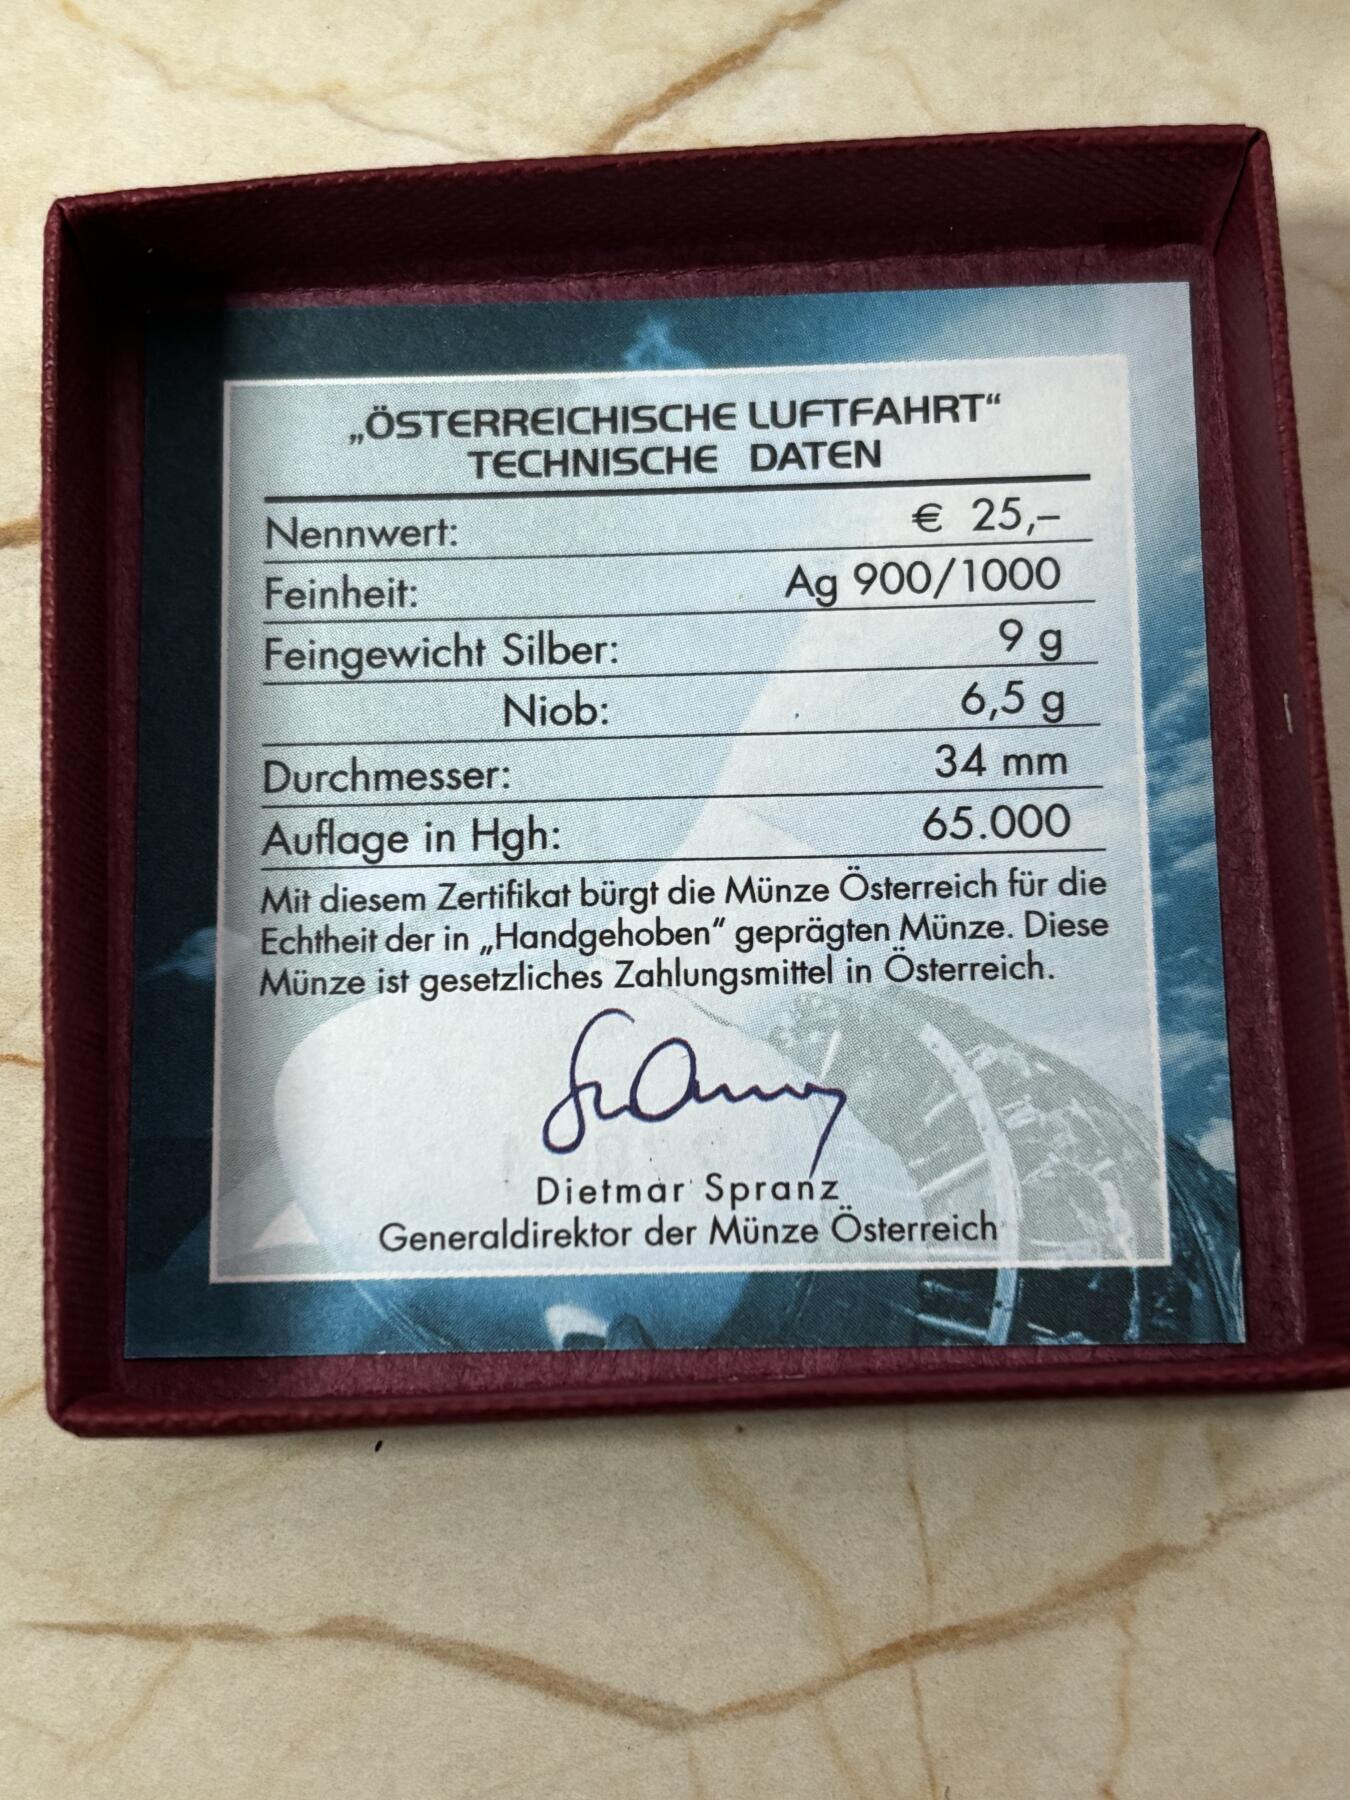 „ÖSTERREICHISCHE LUFTFAHRT“
TECHNISCHE DATEN
Nennwert: € 25,–
Feinheit: Ag 900/1000
Feingewicht Silber: 9 g
Niob: 6,5 g
Durchmesser: 34 mm
Auflage in Hgh: 65.000
Mit diesem Zertifikat bürgt die Münze Österreich für die
Echtheit der in „Handgehoben“ geprägten Münze. Diese
Münze ist gesetzliches Zahlungsmittel in Österreich.
Dietmar Spranz
Generaldirektor der Münze Österreich